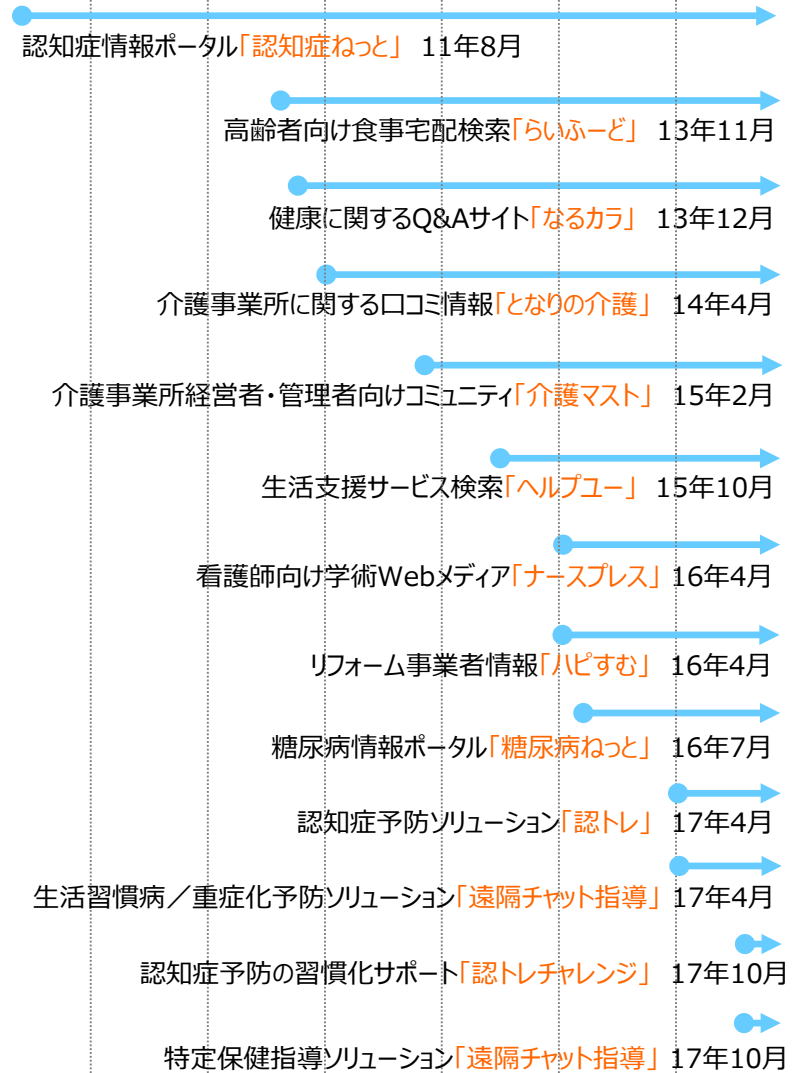 認知症情報ポータル「認知症ねっと」 11年8月
高齢者向け食事宅配検索「らいふーど」 13年11月
健康に関するQ&Aサイト「なるカラ」 13年12月
介護事業所に関する口コミ情報「となりの介護」 14年4月
介護事業所経営者・管理者向けコミュニティ「介護マスト」 15年2月
生活支援サービス検索「ヘルプユー」 15年10月
看護師向け学術Webメディア「ナースプレス」 16年4月
リフォーム事業者情報「ハピすむ」 16年4月
糖尿病情報ポータル「糖尿病ねっと」 16年7月
認知症予防ソリューション「認トレ」 17年4月
生活習慣病／重症化予防ソリューション「遠隔チャット指導」 17年4月
認知症予防の習慣化サポート「認トレチャレンジ」 17年10月
特定保健指導ソリューション「遠隔チャット指導」 17年10月